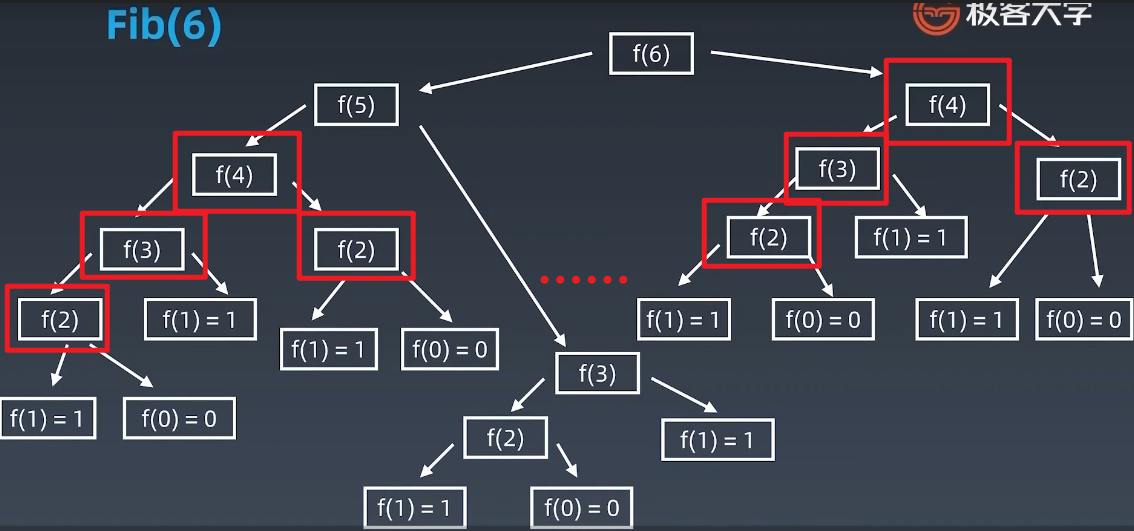 Fib(6)
极客大学
f(6)
f(5)
f(4)
f(4)
f(3)
f(2)
f(3)
f(2)
f(2)
f(1) = 1
f(2)
f(1) = 1
f(1) = 1
f(0) = 0
f(1) = 1
f(0) = 0
f(1) = 1
f(0) = 0
f(3)
f(1) = 1
f(0) = 0
f(2)
f(1) = 1
f(1) = 1
f(0) = 0